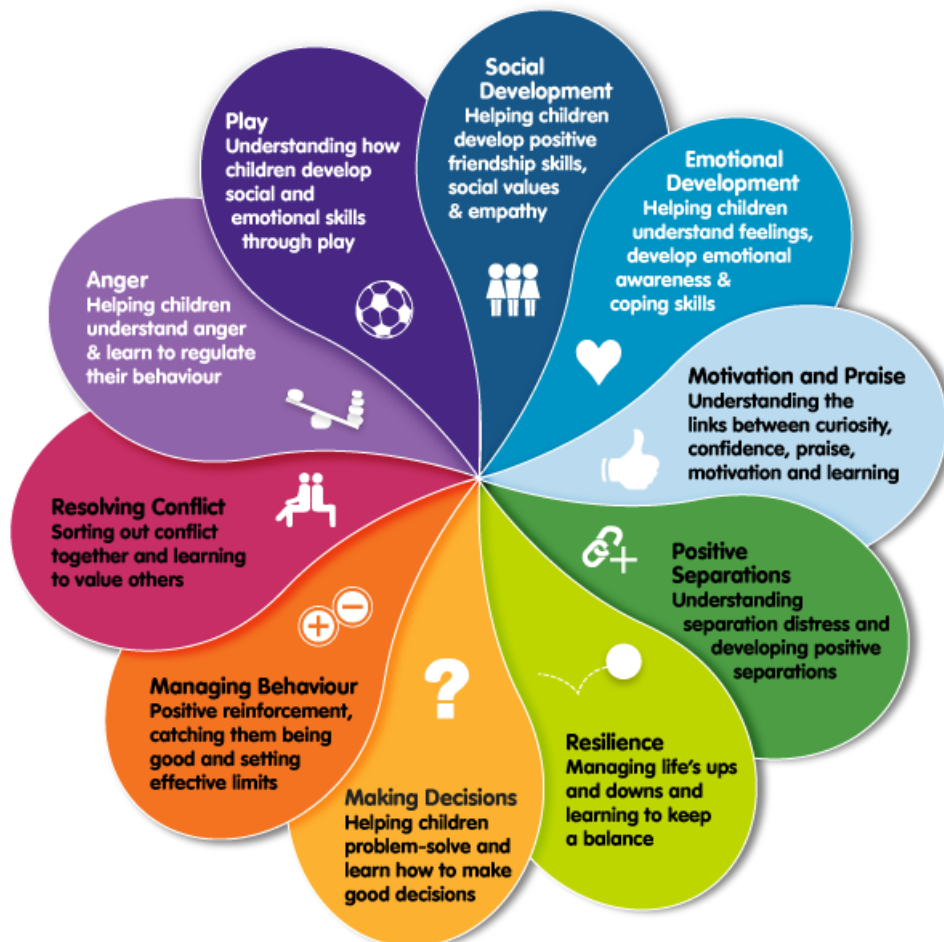 Social
Development
Helping children
develop positive
friendship skills,
social values
& empathy
Emotional
Development
Helping children
understand feelings,
develop emotional
awareness &
coping skills
Motivation and Praise
Understanding the
links between curiosity,
confidence, praise,
motivation and learning
Positive
Separations
Understanding
separation distress and
developing positive
separations
Resilience
Managing life's ups
and downs and
learning to keep
a balance
Making Decisions
Helping children
problem-solve and
learn how to make
good decisions
Managing Behaviour
Positive reinforcement,
catching them being
good and setting
effective limits
Resolving Conflict
Sorting out conflict
together and learning
to value others
Anger
Helping children
understand anger
& learn to regulate
their behaviour
Play
Understanding how
children develop
social and
emotional skills
through play